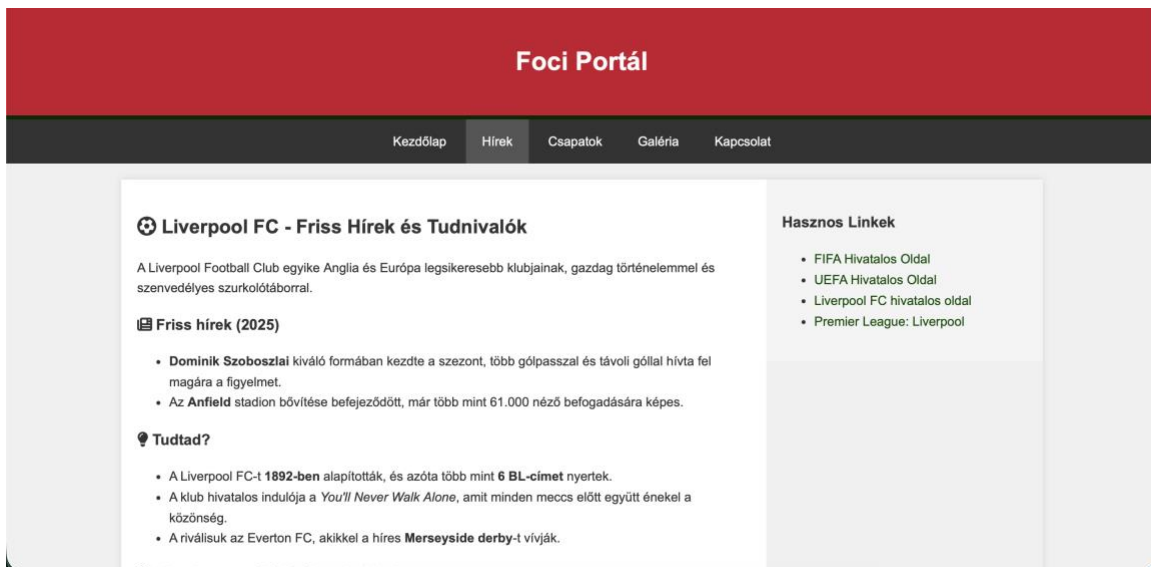 Foci Portál
Kezdőlap Hírek Csapatok Galéria Kapcsolat
Liverpool FC - Friss Hírek és Tudnivalók
A Liverpool Football Club egyike Anglia és Európa legsikeresebb klubjainak, gazdag történelemmel és
szenvedélyes szurkolótáborral.
Friss hírek (2025)
Dominik Szoboszlai kiváló formában kezdte a szezont, több gólpasszal és távoli góllal hívta fel
magára a figyelmet.
Az Anfield stadion bővítése befejeződött, már több mint 61.000 néző befogadására képes.
Tudtad?
A Liverpool FC-t 1892-ben alapították, és azóta több mint 6 BL-címet nyertek.
A klub hivatalos indulója a You'll Never Walk Alone, amit minden meccs előtt együtt énekel a
közönség.
A riválisuk az Everton FC, akikkel a híres Merseyside derby-t vívják.
Hasznos Linkek
FIFA Hivatalos Oldal
UEFA Hivatalos Oldal
Liverpool FC hivatalos oldal
Premier League: Liverpool